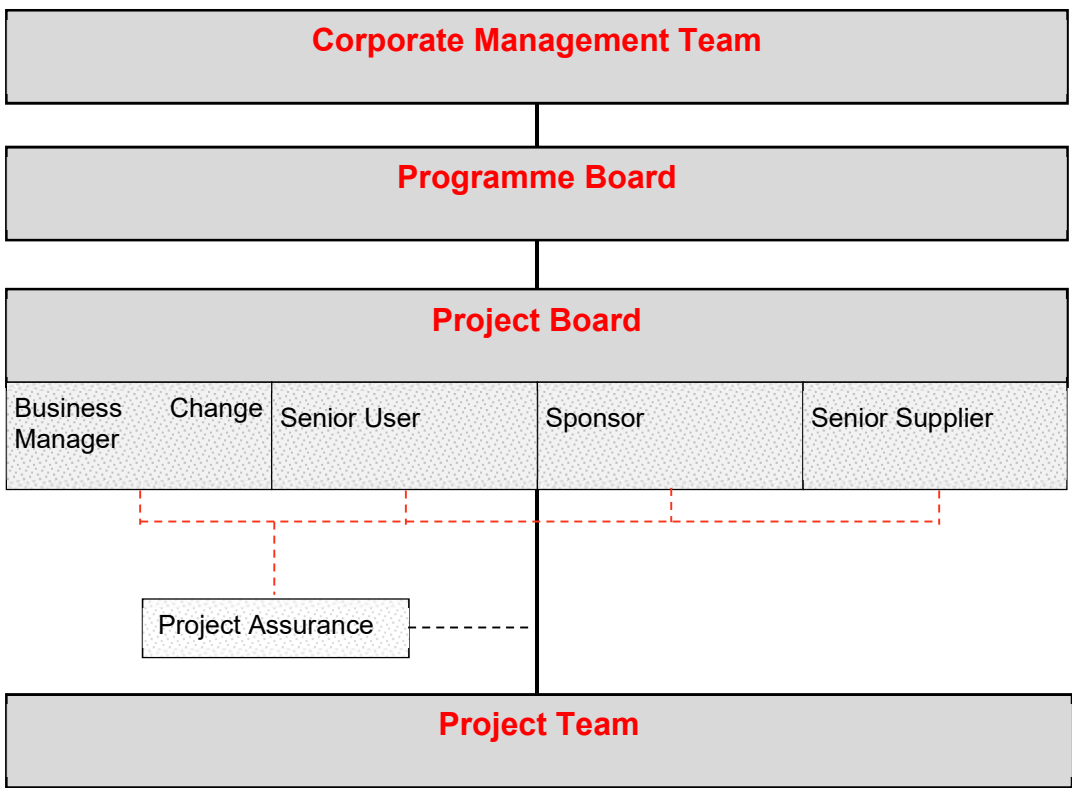 Corporate Management Team
Programme Board
Project Board
Business Change
Manager
Senior User
Sponsor
Senior Supplier
Project Assurance
Project Team